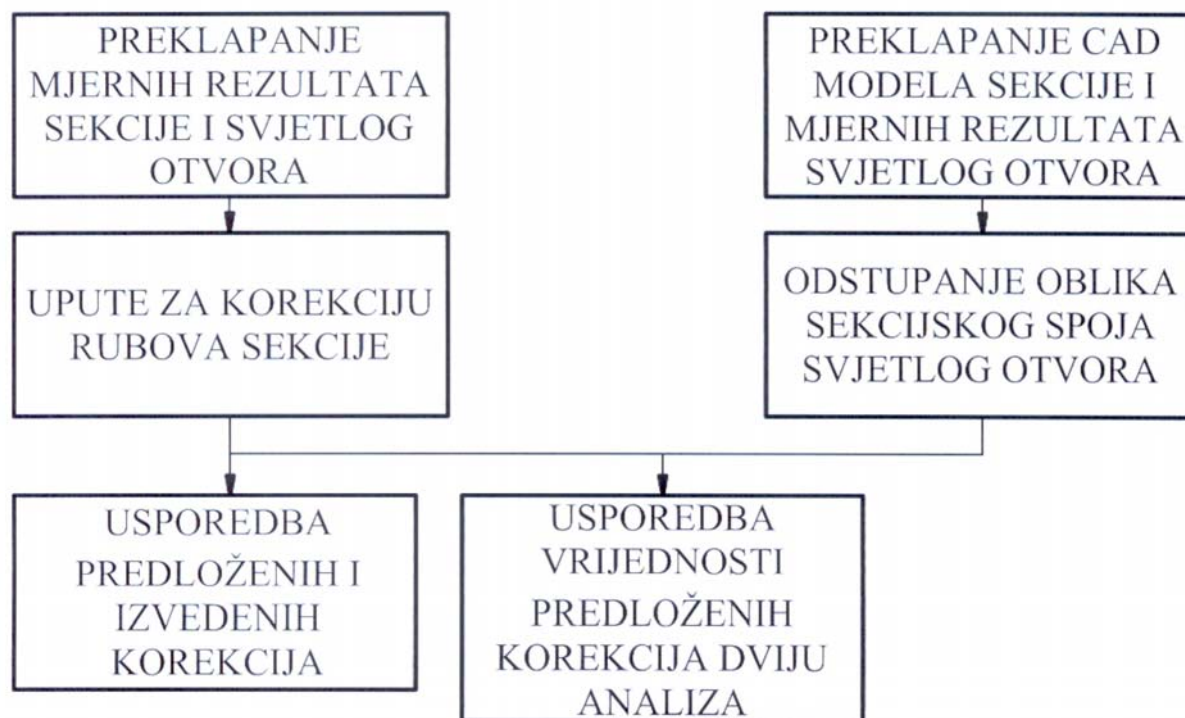 PREKLAPANJE
MJERNIH REZULTATA
SEKCIJE I SVJETLOG
OTVORA
PREKLAPANJE CAD
MODELA SEKCIJE I
MJERNIH REZULTATA
SVJETLOG OTVORA
UPUTE ZA KOREKCIJU
RUBOVA SEKCIJE
ODSTUPANJE OBLIKA
SEKCIJSKOG SPOJA
SVJETLOG OTVORA
USPOREDBA
PREDLOŽENIH I
IZVEDENIH
KOREKCIJA
USPOREDBA
VRIJEDNOSTI
PREDLOŽENIH
KOREKCIJA DVIJU
ANALIZA